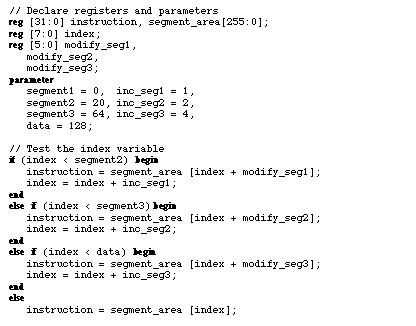 // Declare registers and parameters
reg [31:0] instruction, segment_area[255:0];
reg [7:0] index;
reg [5:0] modify_seg1,
modify_seg2,
modify_seg3;
parameter
segment1 = 0, inc_seg1 = 1,
segment2 = 20, inc_seg2 = 2,
segment3 = 64, inc_seg3 = 4,
data = 128;
// Test the index variable
if (index < segment2) begin
instruction = segment_area [index + modify_seg1];
index = index + inc_seg1;
end
else if (index < segment3)begin
instruction = segment_area [index + modify_seg2];
index = index + inc_seg2;
end
else if (index < data) begin
instruction = segment_area [index + modify_seg3];
index = index + inc_seg3;
end
else
instruction = segment_area [index];